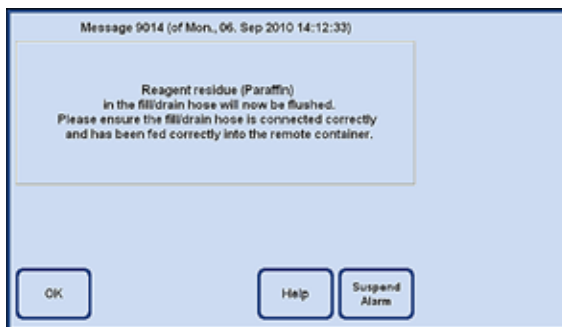 Message 9014 (of Mon., 06. Sep 2010 14:12:33)
Reagent residue (Paraffin)
in the fill/drain hose will now be flushed.
Please ensure the fill/drain hose is connected correctly
and has been fed correctly into the remote container.
OK
Help
Suspend
Alarm